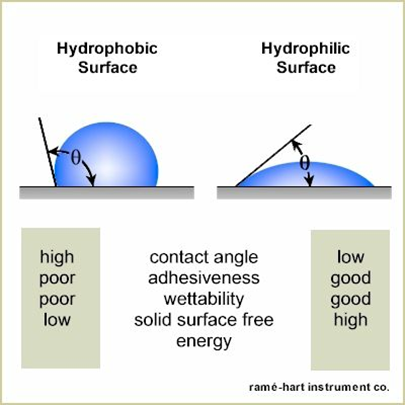 Hydrophobic
Surface
Hydrophilic
Surface
θ
θ
high
poor
poor
low
contact angle
adhesiveness
wettability
solid surface free
energy
low
good
good
high
ramé-hart instrument co.